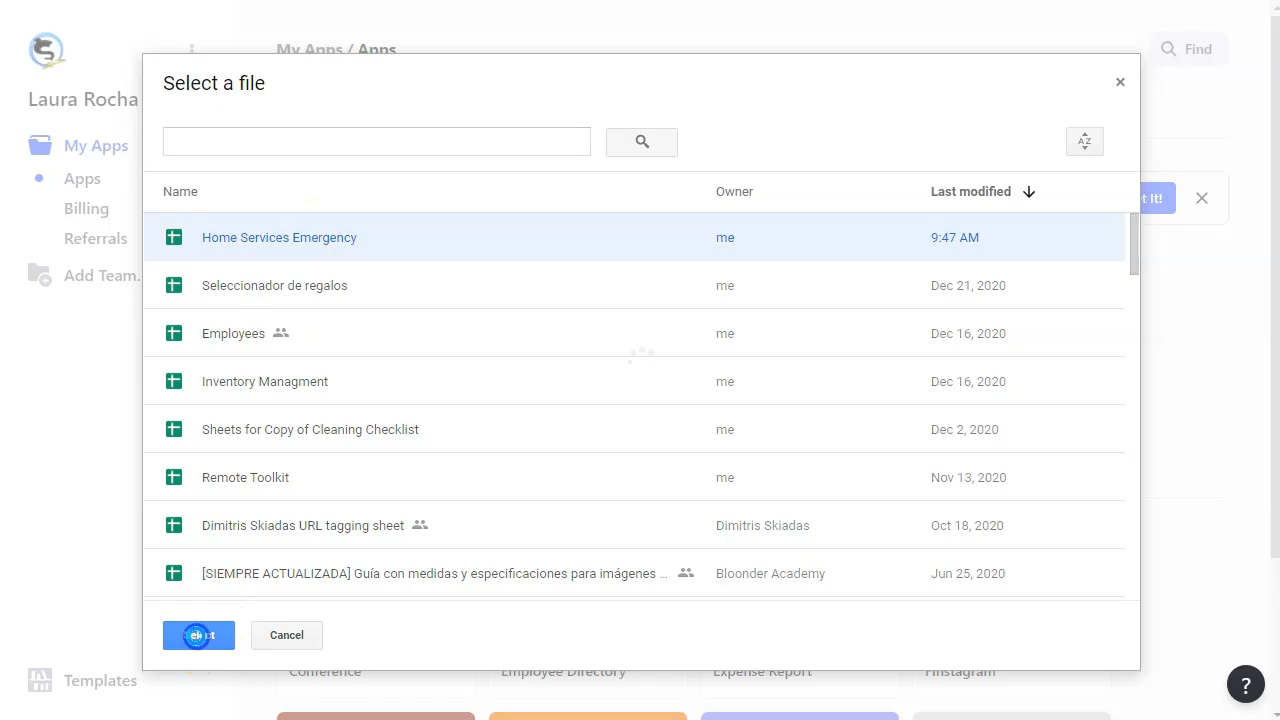 My Apps / Apps
Find
Laura Rocha
My Apps
Apps
Billing
Referrals
Add Team.
Templates
Select a file
×
AZ
Name
Owner
Last modified
Home Services Emergency
me
9:47 AM
Seleccionador de regalos
me
Dec 21, 2020
Employees
me
Dec 16, 2020
Inventory Managment
me
Dec 16, 2020
Sheets for Copy of Cleaning Checklist
me
Dec 2, 2020
Remote Toolkit
me
Nov 13, 2020
Dimitris Skiadas URL tagging sheet
Dimitris Skiadas
Oct 18, 2020
[SIEMPRE ACTUALIZADA] Guía con medidas y especificaciones para imágenes ...
Bloonder Academy
Jun 25, 2020
Select
Cancel
t It!
Conference
Employee Directory
Expense Report
?